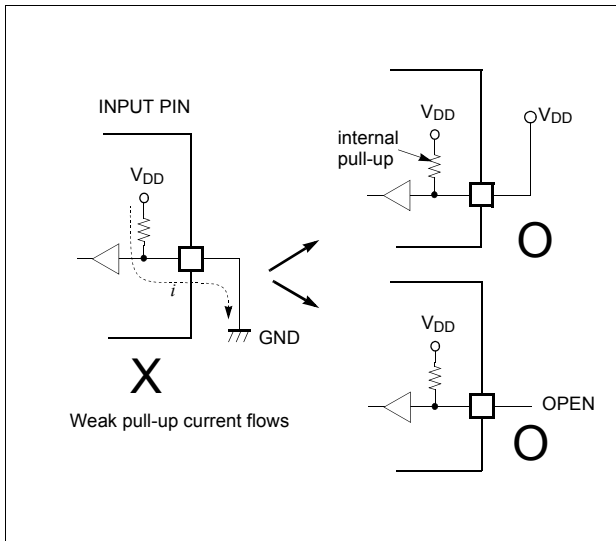 INPUT PIN
VDD
i
GND
X
Weak pull-up current flows
internal
pull-up
VDD
VDD
O
VDD
OPEN
O